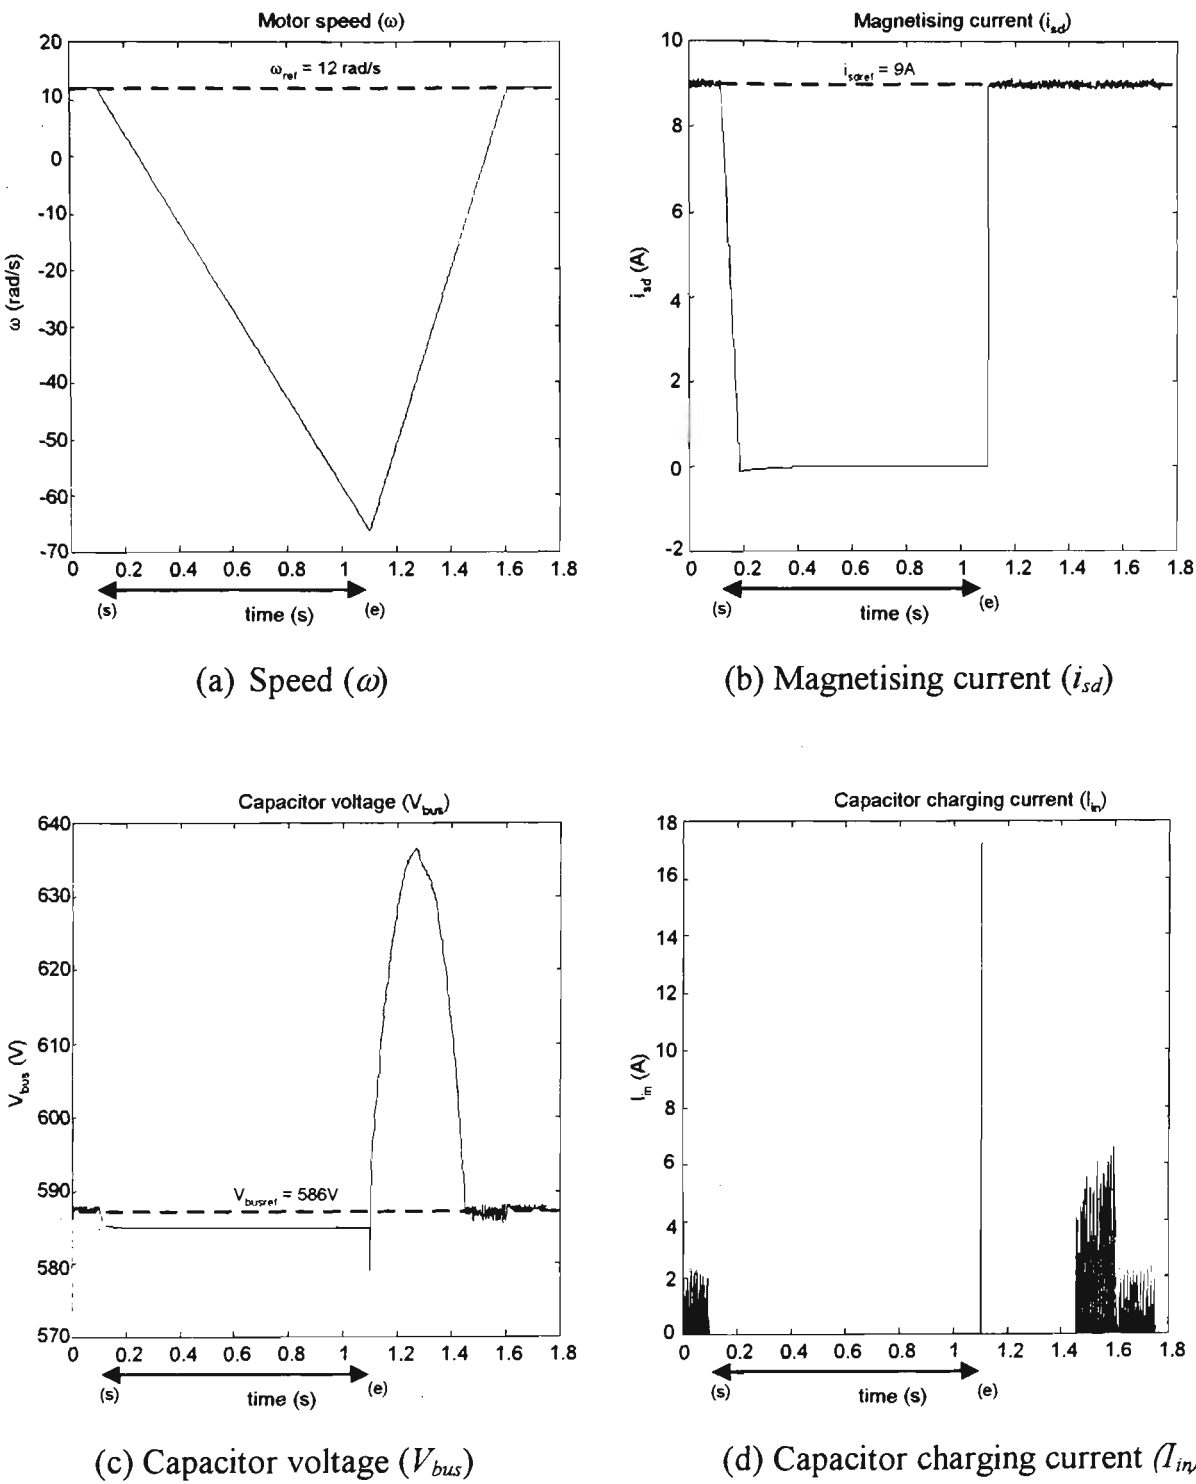 Motor speed (ω)
20
10
0
-10
-20
-30
-40
-50
-60
-70
ω (rad/s)
ω_ref = 12 rad/s
0 0.2 0.4 0.6 0.8 1 1.2 1.4 1.6 1.8
(s) time (s) (e)
(a) Speed (ω)
Magnetising current (i_sd)
10
8
6
4
2
0
-2
i_sd (A)
i_sdref = 9A
0 0.2 0.4 0.6 0.8 1 1.2 1.4 1.6 1.8
(s) time (s) (e)
(b) Magnetising current (i_sd)
Capacitor voltage (V_bus)
640
630
620
610
600
590
580
570
V_bus (V)
V_busref = 586V
0 0.2 0.4 0.6 0.8 1 1.2 1.4 1.6 1.8
(s) time (s) (e)
(c) Capacitor voltage (V_bus)
Capacitor charging current (I_in)
18
16
14
12
10
8
6
4
2
0
I_in (A)
0 0.2 0.4 0.6 0.8 1 1.2 1.4 1.6 1.8
(s) time (s) (e)
(d) Capacitor charging current (I_in)